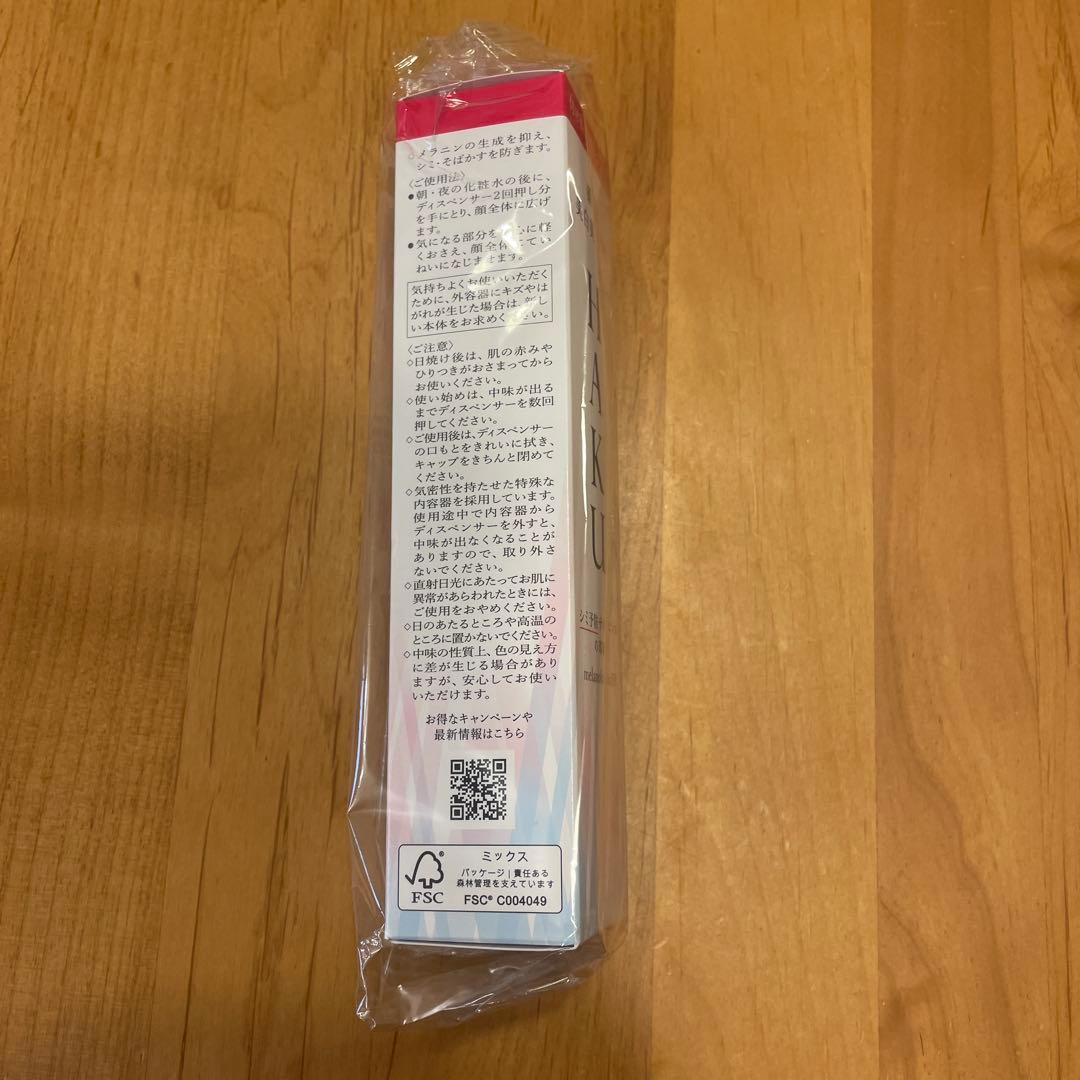 ◇メラニンの生成を抑え、
シミ・そばかすを防ぎます。
〈ご使用法〉
●朝・夜の化粧水の後に、
ディスペンサー2回押し分
を手にとり、顔全体に広げ
ます。
●気になる部分を中心に軽
くおさえ、顔全体にてい
ねいになじませます。
気持ちよくお使いいただく
ために、外容器にキズやは
がれが生じた場合は、新し
い本体をお求めください。
〈ご注意〉
◇日焼け後は、肌の赤みや
ひりつきがおさまってから
お使いください。
◇使い始めは、中味が出る
までディスペンサーを数回
押してください。
◇ご使用後は、ディスペンサー
の口もとをきれいに拭き、
キャップをきちんと閉めて
ください。
◇気密性を持たせた特殊な
内容器を採用しています。
使用途中で内容器から
ディスペンサーを外すと、
中味が出なくなることが
ありますので、取り外さ
ないでください。
◇直射日光にあたってお肌に
異常があらわれたときには、
ご使用をおやめください。
◇日のあたるところや高温の
ところに置かないでください。
◇中味の性質上、色の見え方
に差が生じる場合があり
ますが、安心してお使い
いただけます。
お得なキャンペーンや
最新情報はこちら
FSC
ミックス
パッケージ|責任ある
森林管理を支えています
FSC® C004049
HAKU
シミ予防